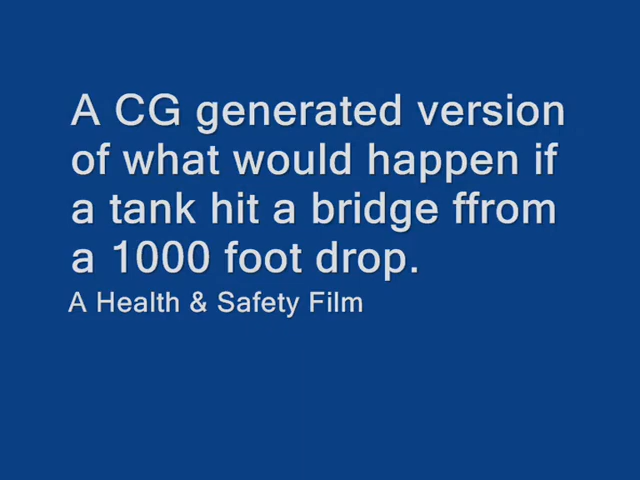 A CG generated version
of what would happen if
a tank hit a bridge ffrom
a 1000 foot drop.
A Health & Safety Film